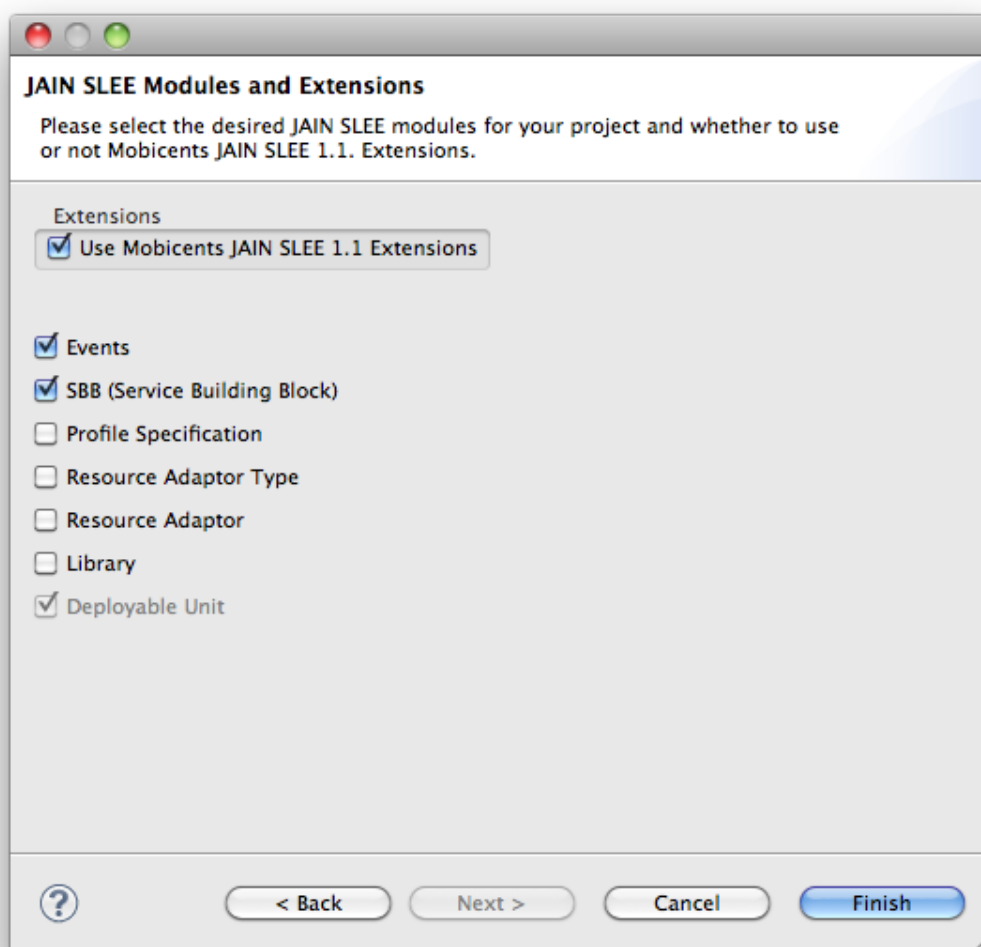 JAIN SLEE Modules and Extensions
Please select the desired JAIN SLEE modules for your project and whether to use
or not Mobicents JAIN SLEE 1.1. Extensions.
Extensions
Use Mobicents JAIN SLEE 1.1 Extensions
Events
SBB (Service Building Block)
Profile Specification
Resource Adaptor Type
Resource Adaptor
Library
Deployable Unit
? < Back Next > Cancel Finish